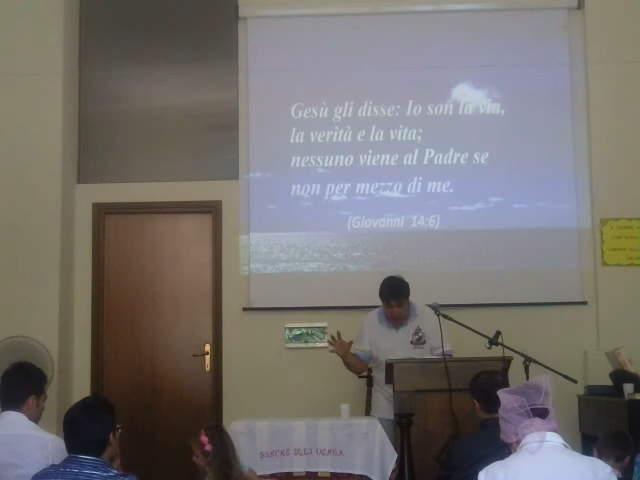 Gesù gli disse: Io son la via,
la verità e la vita;
nessuno viene al Padre se
non per mezzo di me.
(Giovanni 14:6)